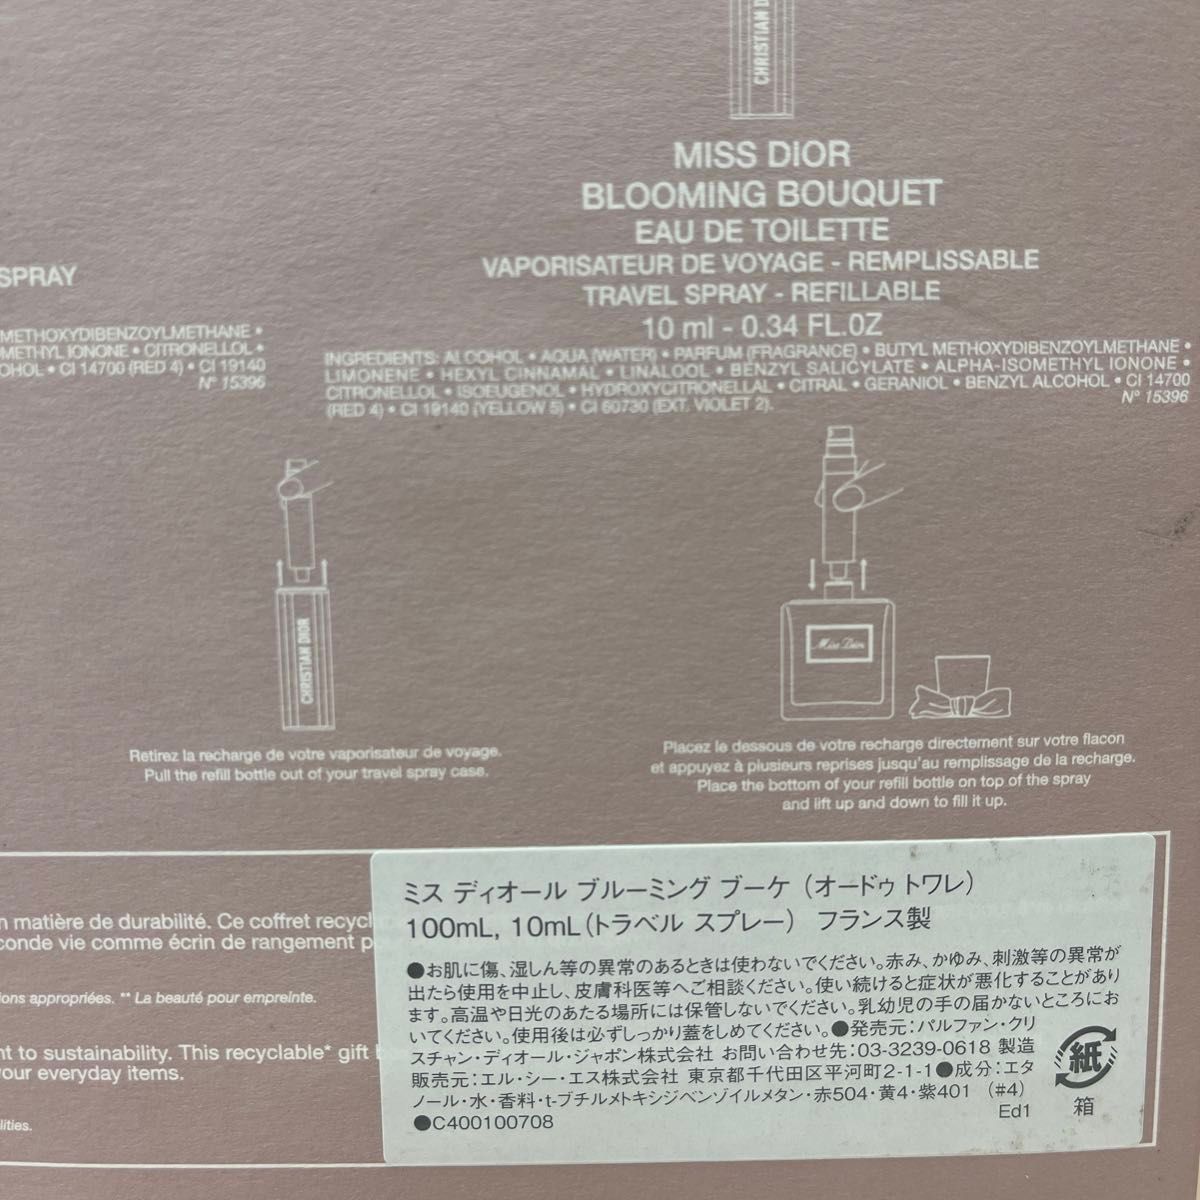 CHRISTIAN D
MISS DIOR
BLOOMING BOUQUET
EAU DE TOILETTE
VAPORISATEUR DE VOYAGE - REMPLISSABLE
TRAVEL SPRAY - REFILLABLE
10 ml - 0.34 FL.OZ
INGREDIENTS: ALCOHOL • AQUA (WATER) • PARFUM (FRAGRANCE) • BUTYL METHOXYDIBENZOYLMETHANE •
LIMONENE • HEXYL CINNAMAL • LINALOOL • BENZYL SALICYLATE • ALPHA-ISOMETHYL IONONE •
CITRONELLOL • ISOEUGENOL • HYDROXYCITRONELLAL • CITRAL • GERANIOL • BENZYL ALCOHOL • CI 14700
(RED 4) • CI 19140 (YELLOW 5) • CI 60730 (EXT. VIOLET 2).
N° 15396
SPRAY
METHOXYDIBENZOYLMETHANE •
METHYL IONONE • CITRONELLOL •
OHOL • CI 14700 (RED 4) • CI 19140
N° 15396
CHRISTIAN DIOR
Miss Dior
Retirez la recharge de votre vaporisateur de voyage.
Pull the refill bottle out of your travel spray case.
Placez le dessous de votre recharge directement sur votre flacon
et appuyez à plusieurs reprises jusqu'au remplissage de la recharge.
Place the bottom of your refill bottle on top of the spray
and lift up and down to fill it up.
n matière de durabilité. Ce coffret recycl
conde vie comme écrin de rangement p
ions appropriées. ** La beauté pour empreinte.
nt to sustainability. This recyclable* gift b
your everyday items.
lities.
ミス ディオール ブルーミング ブーケ (オードゥ トワレ)
100mL, 10mL(トラベル スプレー) フランス製
●お肌に傷、湿しん等の異常のあるときは使わないでください。赤み、かゆみ、刺激等の異常が
出たら使用を中止し、皮膚科医等へご相談ください。使い続けると症状が悪化することがあり
ます。高温や日光のあたる場所には保管しないでください。乳幼児の手の届かないところにお
いてください。使用後は必ずしっかり蓋をしめてください。●発売元:パルファン・クリ
スチャン・ディオール・ジャポン株式会社 お問い合わせ先:03-3239-0618 製造
販売元:エル・シー・エス株式会社 東京都千代田区平河町2-1-1●成分:エタ
ノール・水・香料・t-ブチルメトキシジベンゾイルメタン・赤504・黄4・紫401 (#4)
●C400100708
Ed1
紙
箱